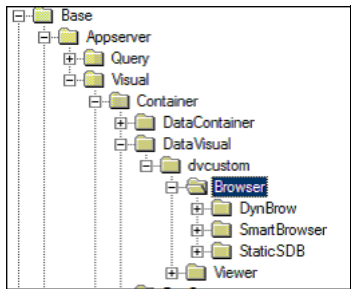 Base
Appserver
Query
Visual
Container
DataContainer
DataVisual
dvcustom
Browser
DynBrow
SmartBrowser
StaticSDB
Viewer